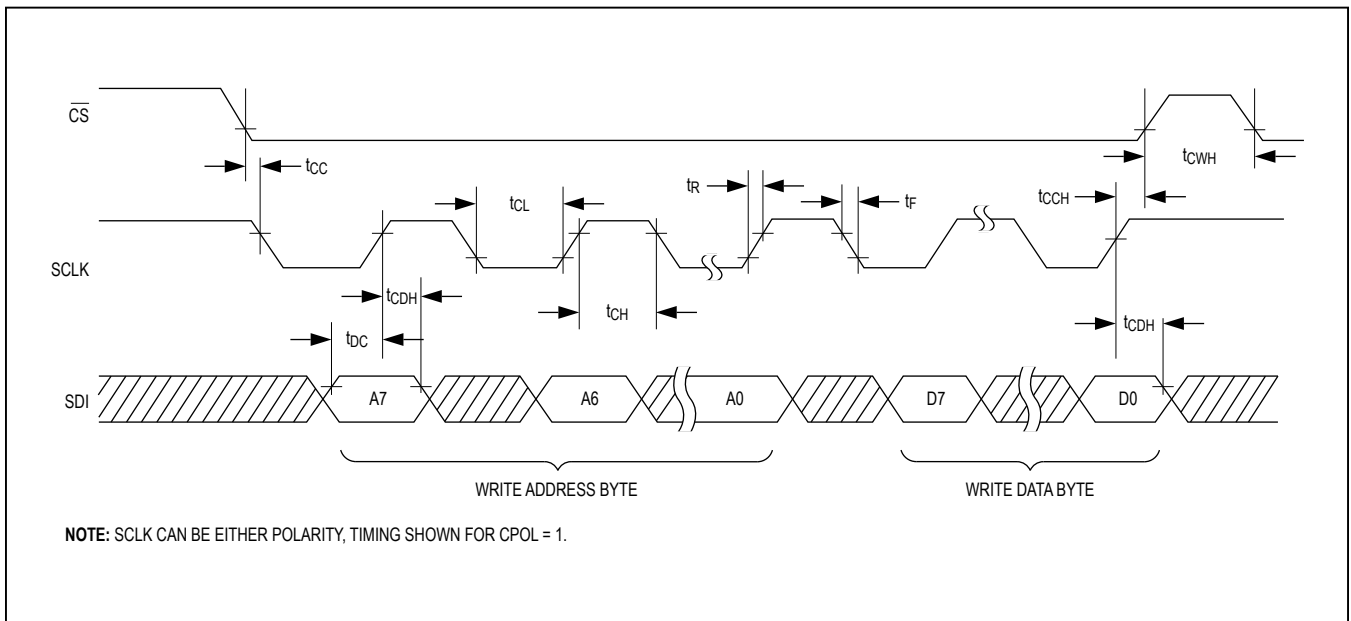 CS
tCC
tCWH
tR
tF
tCL
tCCH
SCLK
tCDH
tCH
tDC
tCDH
SDI
A7
A6
A0
D7
D0
WRITE ADDRESS BYTE
WRITE DATA BYTE
NOTE: SCLK CAN BE EITHER POLARITY, TIMING SHOWN FOR CPOL = 1.